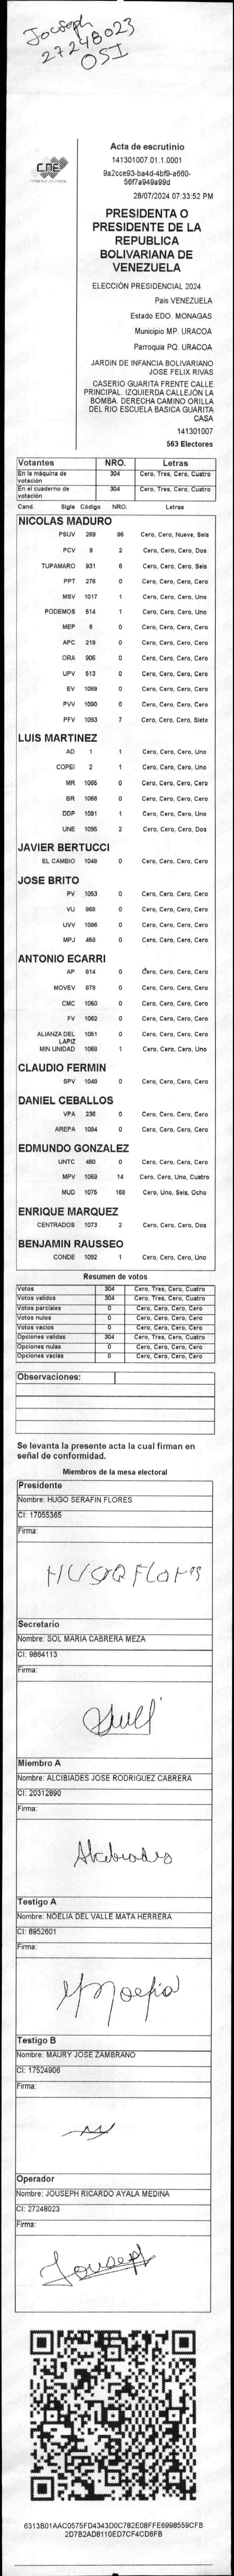 Jocseph
27248023
OSI
CNE
Acta de escrutinio
141301007.01.1.0001
9a2cce93-ba4d-4bf9-a660-
56f7a949a99d
28/07/2024 07:33:52 PM
PRESIDENTA O
PRESIDENTE DE LA
REPUBLICA
BOLIVARIANA DE
VENEZUELA
ELECCIÓN PRESIDENCIAL 2024
País VENEZUELA
Estado EDO. MONAGAS
Municipio MP. URACOA
Parroquia PQ. URACOA
JARDIN DE INFANCIA BOLIVARIANO
JOSE FELIX RIVAS
CASERIO GUARITA FRENTE CALLE
PRINCIPAL. IZQUIERDA CALLEJÓN LA
BOMBA. DERECHA CAMINO ORILLA
DEL RIO ESCUELA BASICA GUARITA
CASA
141301007
563 Electores
Votantes NRO. Letras
En la máquina de votación 304 Cero, Tres, Cero, Cuatro
En el cuaderno de votación 304 Cero, Tres, Cero, Cuatro
Cand. Sigla Código NRO. Letras
NICOLAS MADURO
PSUV 269 96 Cero, Cero, Nueve, Seis
PCV 9 2 Cero, Cero, Cero, Dos
TUPAMARO 931 6 Cero, Cero, Cero, Seis
PPT 276 0 Cero, Cero, Cero, Cero
MSV 1017 1 Cero, Cero, Cero, Uno
PODEMOS 514 1 Cero, Cero, Cero, Uno
MEP 6 0 Cero, Cero, Cero, Cero
APC 219 0 Cero, Cero, Cero, Cero
ORA 906 0 Cero, Cero, Cero, Cero
UPV 513 0 Cero, Cero, Cero, Cero
EV 1089 0 Cero, Cero, Cero, Cero
PVV 1090 0 Cero, Cero, Cero, Cero
PFV 1093 7 Cero, Cero, Cero, Siete
LUIS MARTINEZ
AD 1 1 Cero, Cero, Cero, Uno
COPEI 2 1 Cero, Cero, Cero, Uno
MR 1065 0 Cero, Cero, Cero, Cero
BR 1066 0 Cero, Cero, Cero, Cero
DDP 1091 1 Cero, Cero, Cero, Uno
UNE 1095 2 Cero, Cero, Cero, Dos
JAVIER BERTUCCI
EL CAMBIO 1048 0 Cero, Cero, Cero, Cero
JOSE BRITO
PV 1053 0 Cero, Cero, Cero, Cero
VU 968 0 Cero, Cero, Cero, Cero
UVV 1096 0 Cero, Cero, Cero, Cero
MPJ 459 0 Cero, Cero, Cero, Cero
ANTONIO ECARRI
AP 814 0 Cero, Cero, Cero, Cero
MOVEV 979 0 Cero, Cero, Cero, Cero
CMC 1050 0 Cero, Cero, Cero, Cero
FV 1052 0 Cero, Cero, Cero, Cero
ALIANZA DEL LAPIZ 1051 0 Cero, Cero, Cero, Cero
MIN UNIDAD 1058 1 Cero, Cero, Cero, Uno
CLAUDIO FERMIN
SPV 1049 0 Cero, Cero, Cero, Cero
DANIEL CEBALLOS
VPA 236 0 Cero, Cero, Cero, Cero
AREPA 1094 0 Cero, Cero, Cero, Cero
EDMUNDO GONZALEZ
UNTC 460 0 Cero, Cero, Cero, Cero
MPV 1069 14 Cero, Cero, Uno, Cuatro
MUD 1075 168 Cero, Uno, Seis, Ocho
ENRIQUE MARQUEZ
CENTRADOS 1073 2 Cero, Cero, Cero, Dos
BENJAMIN RAUSSEO
CONDE 1092 1 Cero, Cero, Cero, Uno
Resumen de votos
Votos 304 Cero, Tres, Cero, Cuatro
Votos validos 304 Cero, Tres, Cero, Cuatro
Votos parciales 0 Cero, Cero, Cero, Cero
Votos nulos 0 Cero, Cero, Cero, Cero
Votos vacios 0 Cero, Cero, Cero, Cero
Opciones validas 304 Cero, Tres, Cero, Cuatro
Opciones nulas 0 Cero, Cero, Cero, Cero
Opciones vacias 0 Cero, Cero, Cero, Cero
Observaciones:
Se levanta la presente acta la cual firman en
señal de conformidad.
Miembros de la mesa electoral
Presidente
Nombre: HUGO SERAFIN FLORES
CI: 17055365
Firma:
HUGO FLORES
Secretario
Nombre: SOL MARIA CABRERA MEZA
CI: 9864113
Firma:
Miembro A
Nombre: ALCIBIADES JOSE RODRIGUEZ CABRERA
CI: 20312890
Firma:
Alcibiades
Testigo A
Nombre: NOELIA DEL VALLE MATA HERRERA
CI: 8952601
Firma:
Testigo B
Nombre: MAURY JOSE ZAMBRANO
CI: 17524906
Firma:
Operador
Nombre: JOUSEPH RICARDO AYALA MEDINA
CI: 27248023
Firma:
Jouseph
6313B01AAC0575FD4343D0C782E08FFE6998559CFB
2D7B2ADB110ED7CF4CD6FB